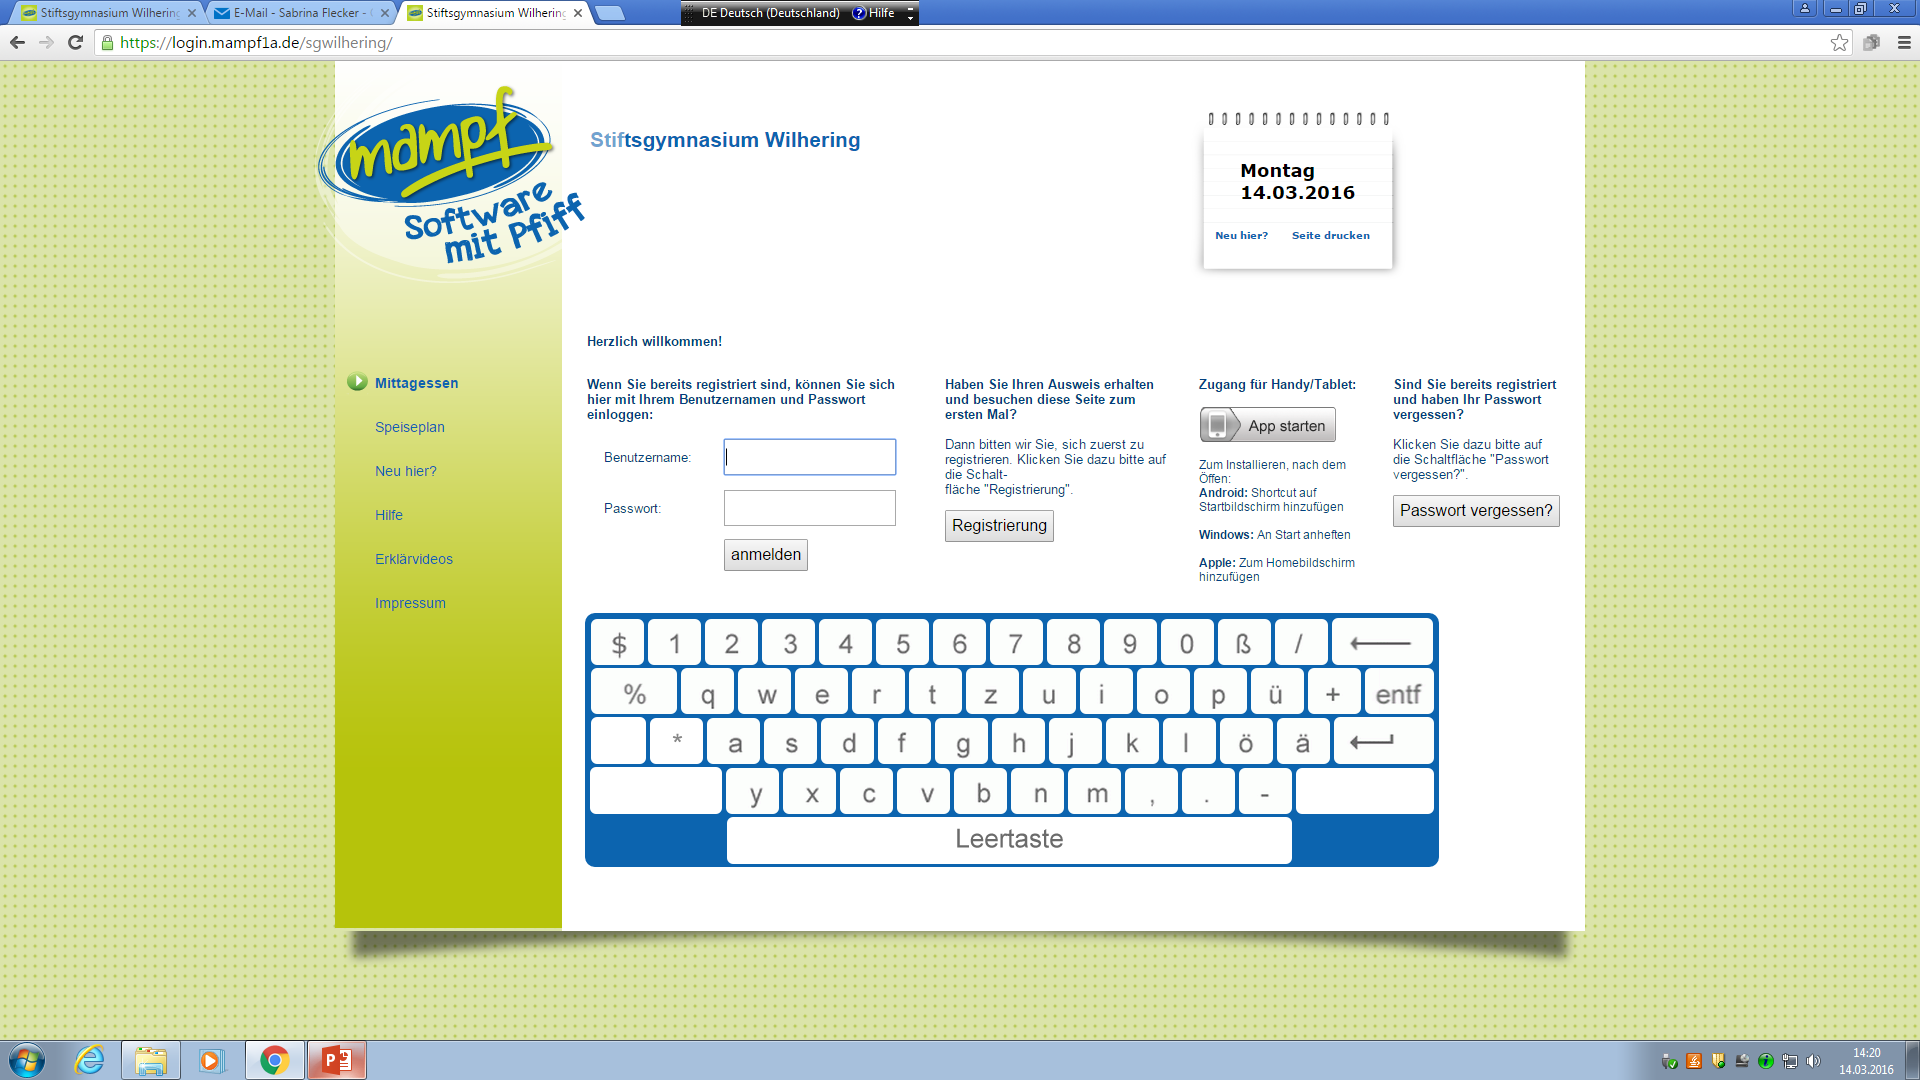 Stiftsgymnasium Wilhering
E-Mail - Sabrina Flecker -
Stiftsgymnasium Wilhering
DE Deutsch (Deutschland)
Hilfe
https://login.mampf1a.de/sgwilhering/
mampf
Software
mit Pfiff
Stiftsgymnasium Wilhering
Montag
14.03.2016
Neu hier? Seite drucken
Mittagessen
Speiseplan
Neu hier?
Hilfe
Erklärvideos
Impressum
Herzlich willkommen!
Wenn Sie bereits registriert sind, können Sie sich
hier mit Ihrem Benutzernamen und Passwort
einloggen:
Benutzername:
Passwort:
anmelden
Haben Sie Ihren Ausweis erhalten
und besuchen diese Seite zum
ersten Mal?
Dann bitten wir Sie, sich zuerst zu
registrieren. Klicken Sie dazu bitte auf
die Schalt-
fläche "Registrierung".
Registrierung
Zugang für Handy/Tablet:
App starten
Zum Installieren, nach dem
Öffen:
Android: Shortcut auf
Startbildschirm hinzufügen
Windows: An Start anheften
Apple: Zum Homebildschirm
hinzufügen
Sind Sie bereits registriert
und haben Ihr Passwort
vergessen?
Klicken Sie dazu bitte auf
die Schaltfläche "Passwort
vergessen?".
Passwort vergessen?
$ 1 2 3 4 5 6 7 8 9 0 ß /
% q w e r t z u i o p ü + entf
* a s d f g h j k l ö ä
y x c v b n m , . -
Leertaste
14:20
14.03.2016